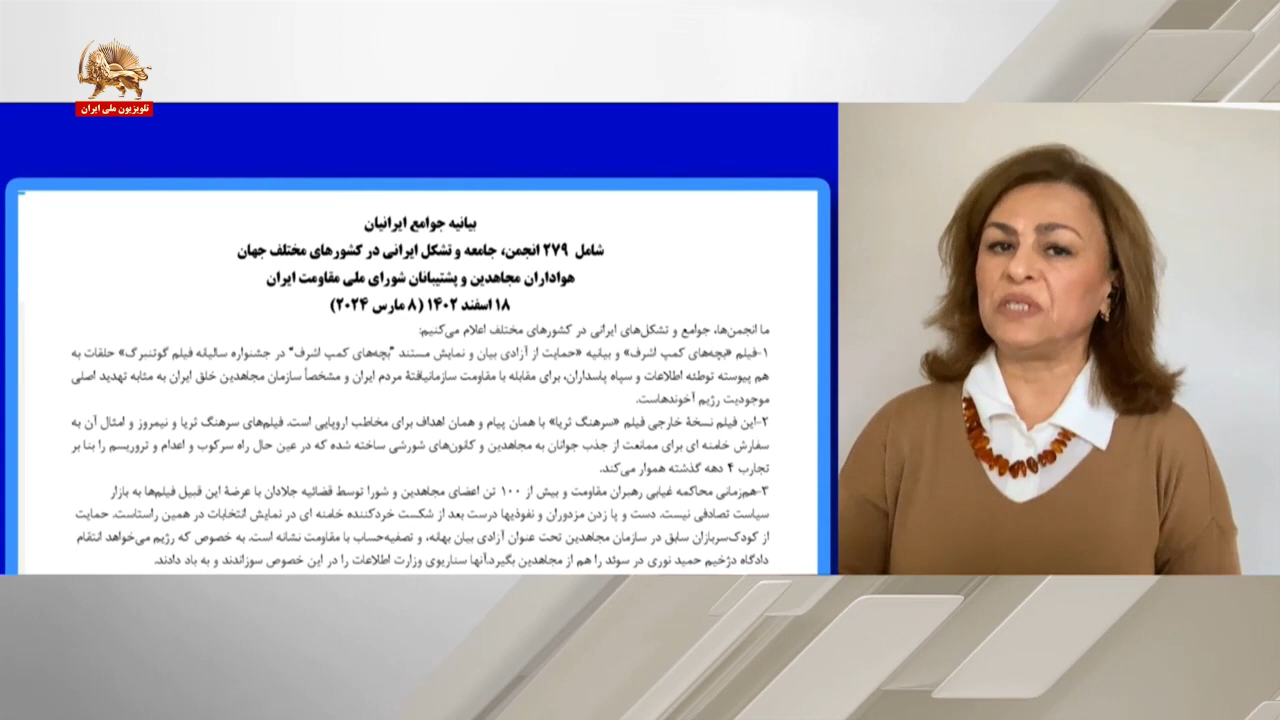 تلویزیون ملی ایران
بیانیه جوامع ایرانیان
شامل ۲۷۹ انجمن، جامعه و تشکل ایرانی در کشورهای مختلف جهان
هواداران مجاهدین و پشتیبانان شورای ملی مقاومت ایران
۱۸ اسفند ۱۴۰۲ (۸ مارس ۲۰۲۴)
ما انجمن‌ها، جوامع و تشکل‌های ایرانی در کشورهای مختلف اعلام می‌کنیم:
۱-فیلم «بچه‌های کمپ اشرف» و بیانیه «حمایت از آزادی بیان و نمایش مستند "بچه‌های کمپ اشرف" در جشنواره سالیانه فیلم گوتنبرگ» حلقات به
هم پیوسته توطئه اطلاعات و سپاه پاسداران، برای مقابله با مقاومت سازمانیافتهٔ مردم ایران و مشخصاً سازمان مجاهدین خلق ایران به مثابه تهدید اصلی
موجودیت رژیم آخوندهاست.
۲-این فیلم نسخهٔ خارجی فیلم «سرهنگ ثریا» با همان پیام و همان اهداف برای مخاطب اروپایی است. فیلم‌های سرهنگ ثریا و نیمروز و امثال آن به
سفارش خامنه ای برای ممانعت از جذب جوانان به مجاهدین و کانون‌های شورشی ساخته شده که در عین حال راه سرکوب و اعدام و تروریسم را بنا بر
تجارب ۴ دهه گذشته هموار می‌کند.
۳-هم‌زمانی محاکمه غیابی رهبران مقاومت و بیش از ۱۰۰ تن اعضای مجاهدین و شورا توسط قضائیه جلادان با عرضهٔ این قبیل فیلم‌ها به بازار
سیاست تصادفی نیست. دست و پا زدن مزدوران و نفوذیها درست بعد از شکست خردکننده خامنه ای در نمایش انتخابات در همین راستاست. حمایت
از کودک‌سربازان سابق در سازمان مجاهدین تحت عنوان آزادی بیان بهانه، و تصفیه‌حساب با مقاومت نشانه است. به خصوص که رژیم می‌خواهد انتقام
دادگاه دژخیم حمید نوری در سوئد را هم از مجاهدین بگیرد.آنها سناریوی وزارت اطلاعات را در این خصوص سوزاندند و به باد دادند.